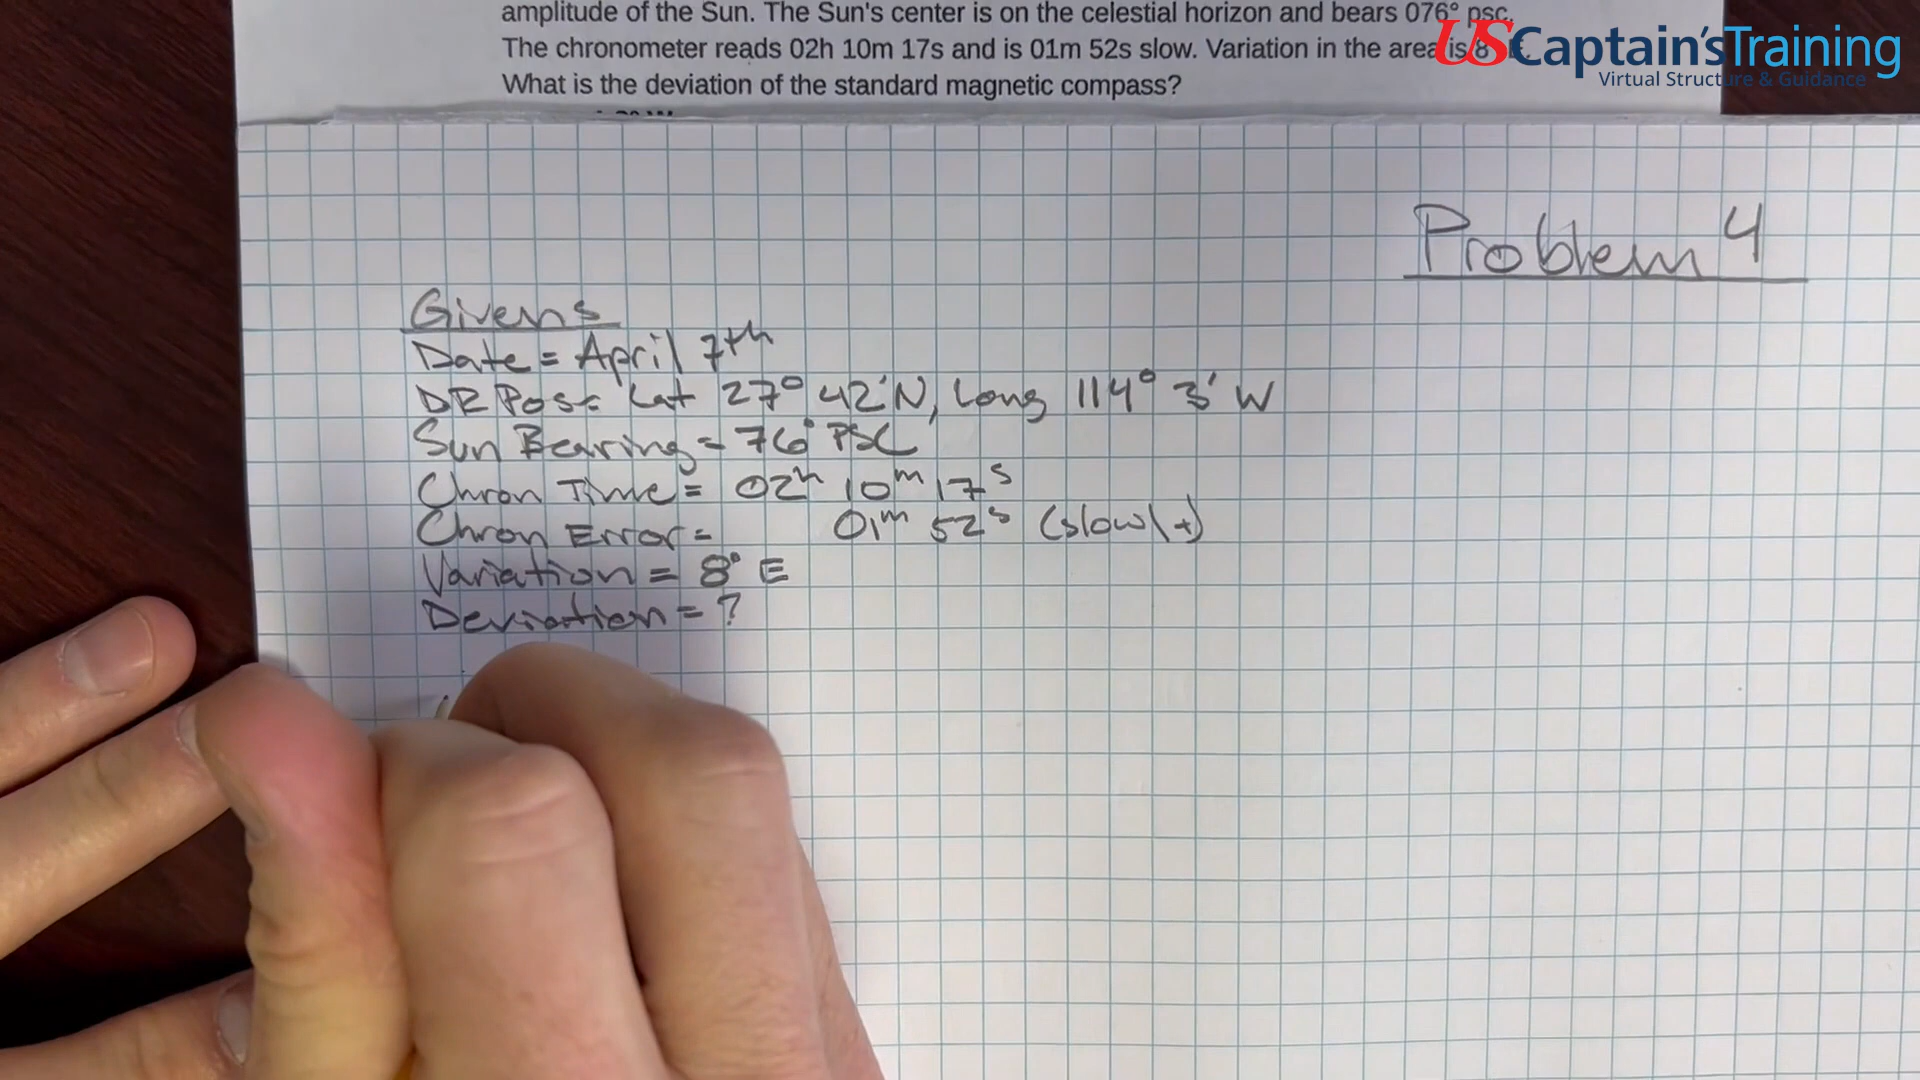 amplitude of the Sun. The Sun's center is on the celestial horizon and bears 076° psc.
The chronometer reads 02h 10m 17s and is 01m 52s slow. Variation in the area is 8
What is the deviation of the standard magnetic compass?
US Captain'sTraining
Virtual Structure & Guidance
Problem 4
Givens
Date = April 7th
DR Pos = Lat 27° 42'N, Long 114° 3' W
Sun Bearing = 76° PSC
Chron Time = 02h 10m 17s
Chron Error = 01m 52s (slow|+)
Variation = 8° E
Deviation = ?